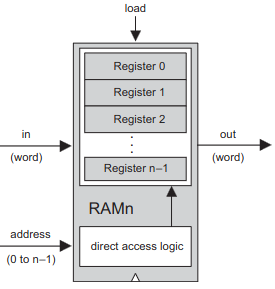 load
Register 0
Register 1
Register 2
Register n–1
in
(word)
out
(word)
RAMn
address
(0 to n–1)
direct access logic